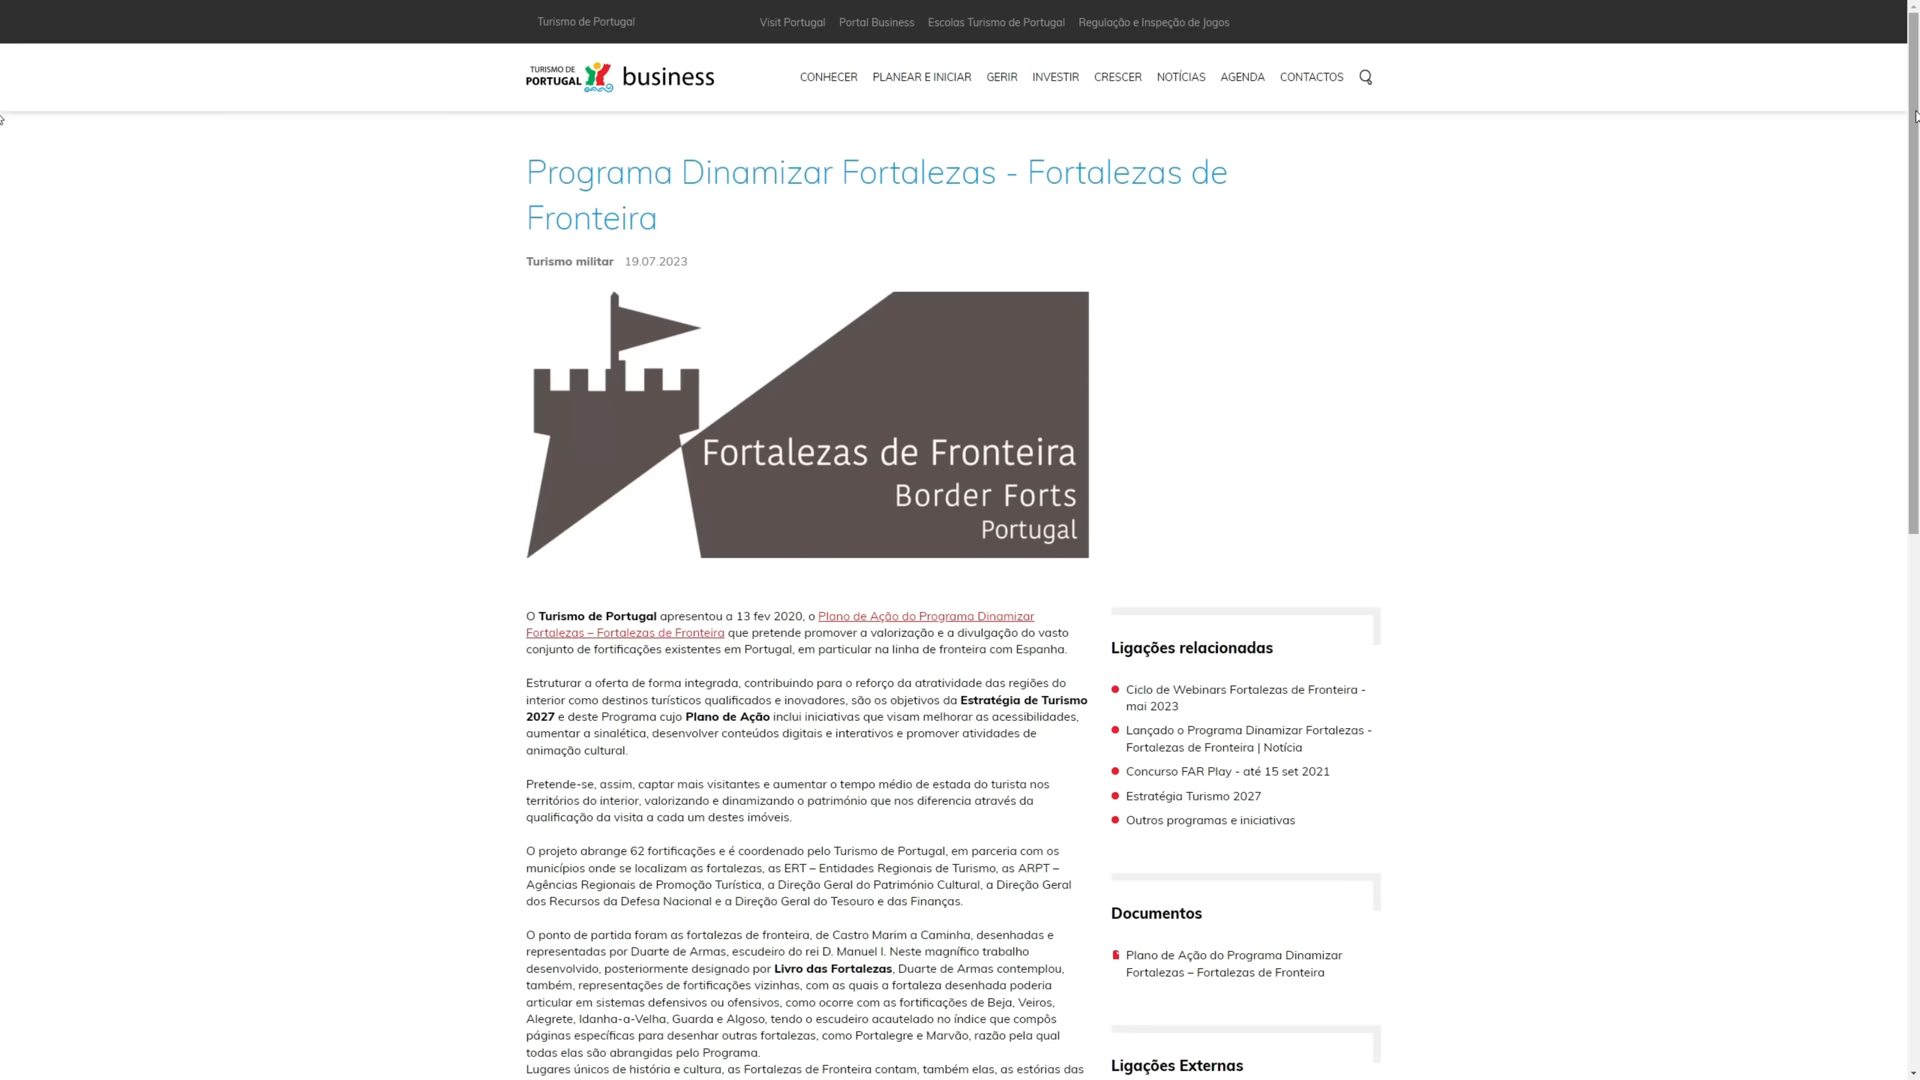 Turismo de Portugal
Visit Portugal Portal Business Escolas Turismo de Portugal Regulação e Inspeção de Jogos
TURISMO DE
PORTUGAL business
CONHECER PLANEAR E INICIAR GERIR INVESTIR CRESCER NOTÍCIAS AGENDA CONTACTOS
Programa Dinamizar Fortalezas - Fortalezas de
Fronteira
Turismo militar 19.07.2023
Fortalezas de Fronteira
Border Forts
Portugal
O Turismo de Portugal apresentou a 13 fev 2020, o Plano de Ação do Programa Dinamizar
Fortalezas – Fortalezas de Fronteira que pretende promover a valorização e a divulgação do vasto
conjunto de fortificações existentes em Portugal, em particular na linha de fronteira com Espanha.
Estruturar a oferta de forma integrada, contribuindo para o reforço da atratividade das regiões do
interior como destinos turísticos qualificados e inovadores, são os objetivos da Estratégia de Turismo
2027 e deste Programa cujo Plano de Ação inclui iniciativas que visam melhorar as acessibilidades,
aumentar a sinalética, desenvolver conteúdos digitais e interativos e promover atividades de
animação cultural.
Pretende-se, assim, captar mais visitantes e aumentar o tempo médio de estada do turista nos
territórios do interior, valorizando e dinamizando o património que nos diferencia através da
qualificação da visita a cada um destes imóveis.
O projeto abrange 62 fortificações e é coordenado pelo Turismo de Portugal, em parceria com os
municípios onde se localizam as fortalezas, as ERT – Entidades Regionais de Turismo, as ARPT –
Agências Regionais de Promoção Turística, a Direção Geral do Património Cultural, a Direção Geral
dos Recursos da Defesa Nacional e a Direção Geral do Tesouro e das Finanças.
O ponto de partida foram as fortalezas de fronteira, de Castro Marim a Caminha, desenhadas e
representadas por Duarte de Armas, escudeiro do rei D. Manuel I. Neste magnífico trabalho
desenvolvido, posteriormente designado por Livro das Fortalezas, Duarte de Armas contemplou,
também, representações de fortificações vizinhas, com as quais a fortaleza desenhada poderia
articular em sistemas defensivos ou ofensivos, como ocorre com as fortificações de Beja, Veiros,
Alegrete, Idanha-a-Velha, Guarda e Algoso, tendo o escudeiro acautelado no índice que compôs
páginas específicas para desenhar outras fortalezas, como Portalegre e Marvão, razão pela qual
todas elas são abrangidas pelo Programa.
Lugares únicos de história e cultura, as Fortalezas de Fronteira contam, também elas, as estórias das
Ligações relacionadas
Ciclo de Webinars Fortalezas de Fronteira -
mai 2023
Lançado o Programa Dinamizar Fortalezas -
Fortalezas de Fronteira | Notícia
Concurso FAR Play - até 15 set 2021
Estratégia Turismo 2027
Outros programas e iniciativas
Documentos
Plano de Ação do Programa Dinamizar
Fortalezas – Fortalezas de Fronteira
Ligações Externas